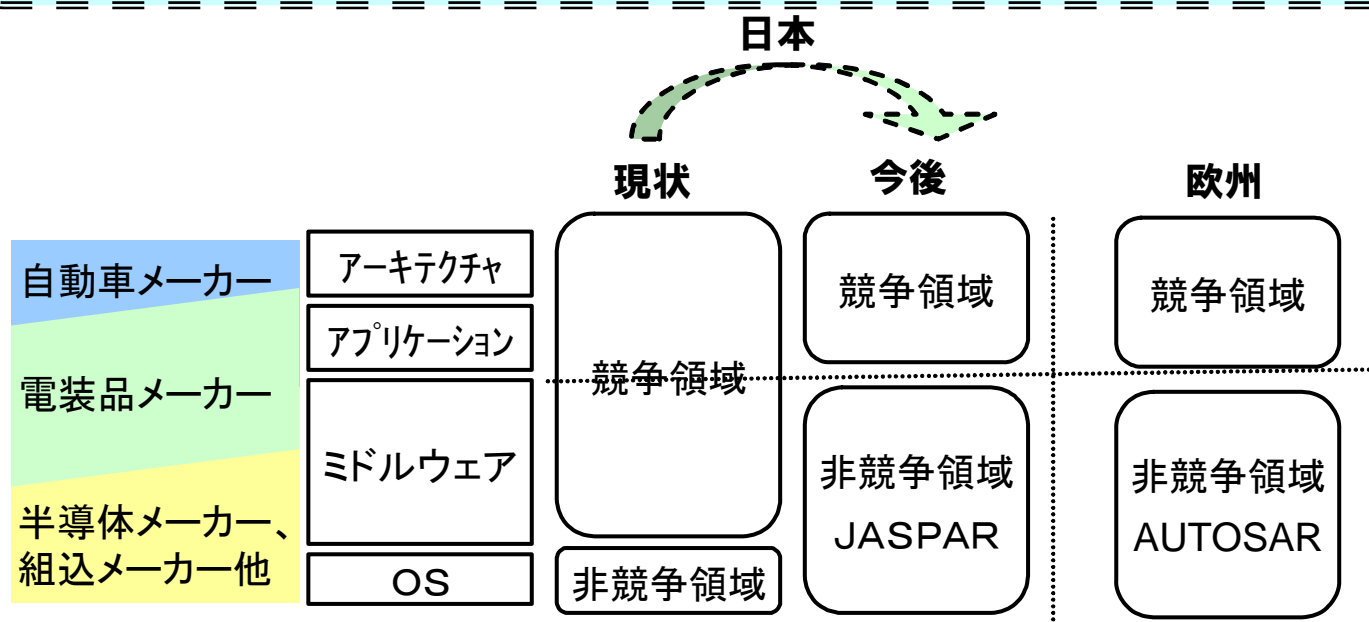 日本
現状
今後
欧州
自動車メーカー
電装品メーカー
半導体メーカー、
組込メーカー他
アーキテクチャ
アプリケーション
ミドルウェア
OS
競争領域
非競争領域
競争領域
非競争領域
JASPAR
競争領域
非競争領域
AUTOSAR